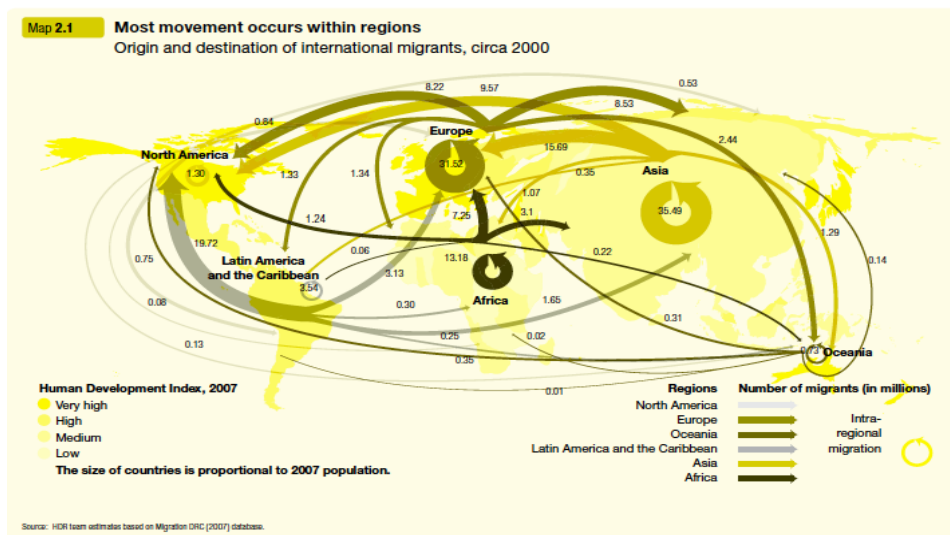 Map 2.1 Most movement occurs within regions
Origin and destination of international migrants, circa 2000
0.53
8.22
9.57
8.53
0.84
Europe
2.44
North America
15.69
31.52
Asia
1.30
1.33
1.34
0.35
1.07
35.49
7.25
3.1
1.24
1.29
19.72
0.06
0.22
Latin America
and the Caribbean
13.18
0.75
0.14
3.13
3.54
Africa
0.08
0.30
1.65
0.31
0.25
0.02
0.13
0.73
Oceania
0.35
0.01
Human Development Index, 2007
Very high
High
Medium
Low
The size of countries is proportional to 2007 population.
Regions Number of migrants (in millions)
North America
Europe
Oceania
Latin America and the Caribbean
Asia
Africa
Intra-
regional
migration
Source: HDR team estimates based on Migration DRC (2007) database.